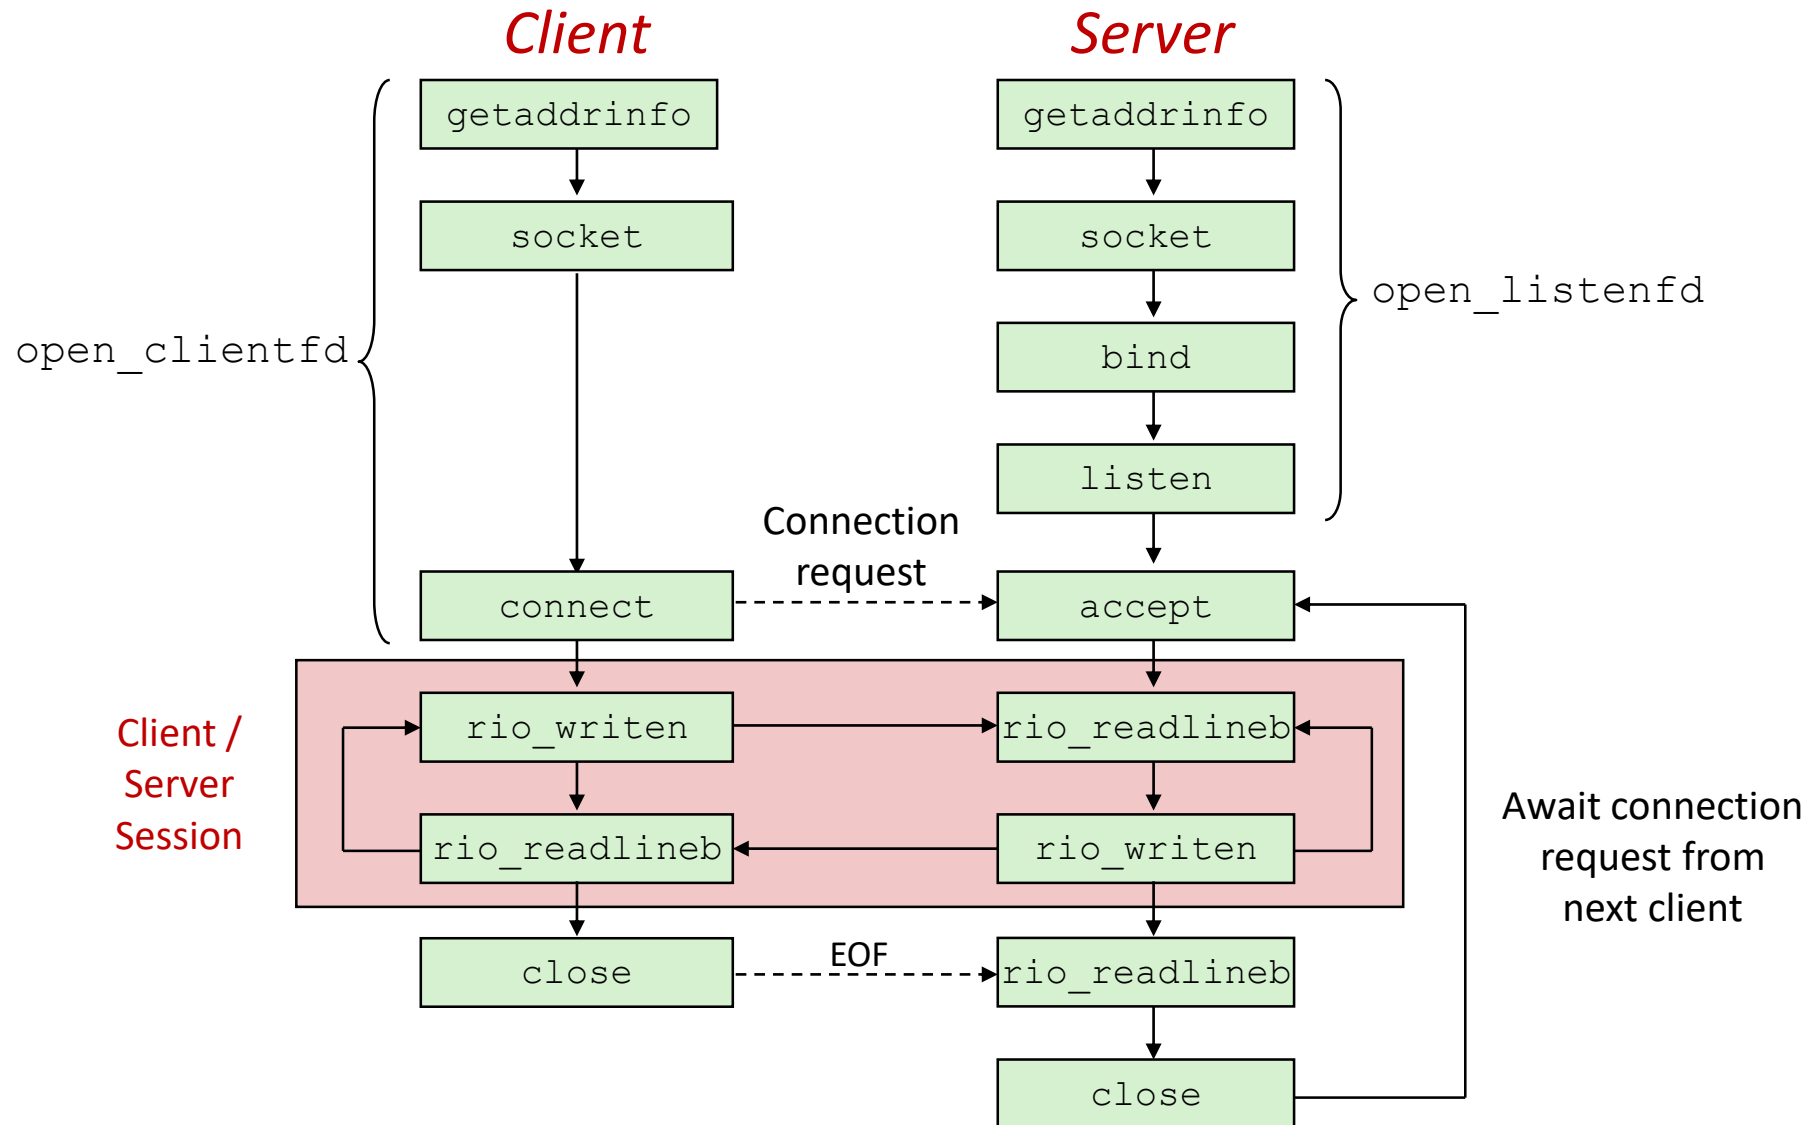 Client
Server
getaddrinfo
getaddrinfo
socket
socket
open_listenfd
open_clientfd
bind
listen
Connection
request
connect
accept
Client /
Server
Session
rio_writen
rio_readlineb
rio_readlineb
rio_writen
Await connection
request from
next client
close
EOF
rio_readlineb
close